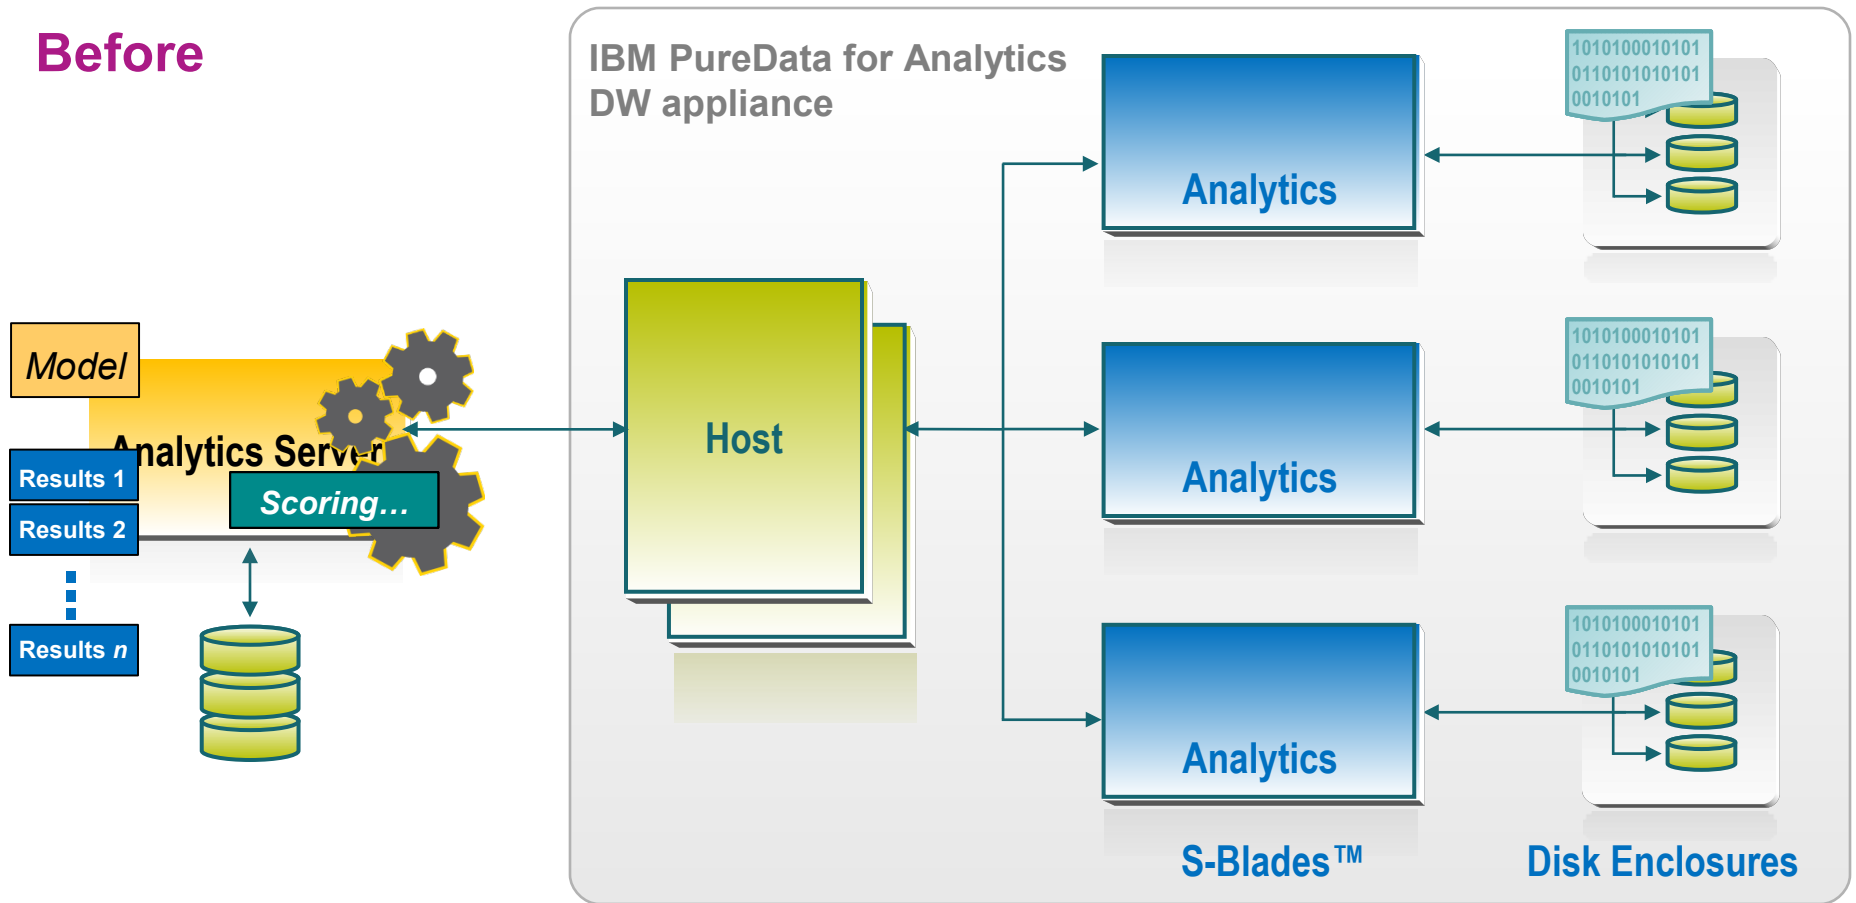 Before
IBM PureData for Analytics
DW appliance
Model
Analytics Server
Results 1
Scoring...
Results 2
Results n
Host
Analytics
1010100010101
0110101010101
0010101
Analytics
1010100010101
0110101010101
0010101
Analytics
1010100010101
0110101010101
0010101
S-Blades™
Disk Enclosures